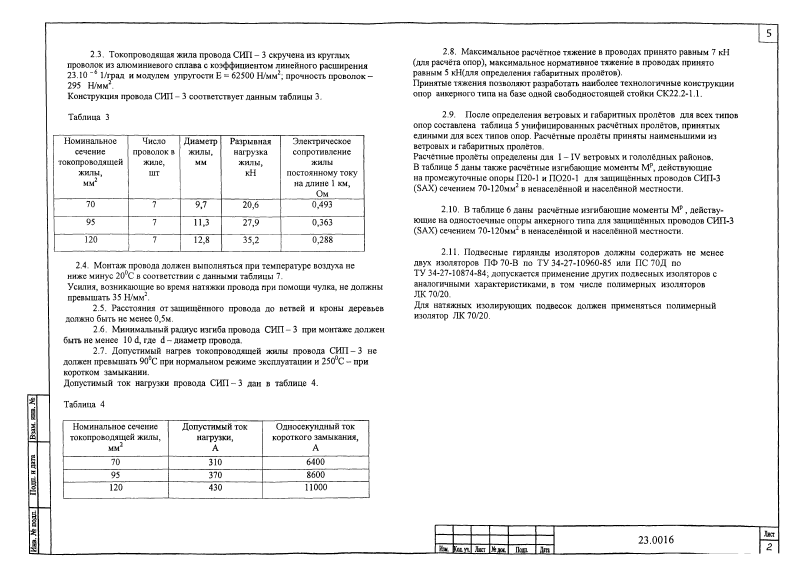 5
2.3. Токопроводящая жила провода СИП – 3 скручена из круглых
проволок из алюминиевого сплава с коэффициентом линейного расширения
23.10 ⁻⁶ 1/град и модулем упругости Е = 62500 Н/мм²; прочность проволок –
295 Н/мм².
Конструкция провода СИП – 3 соответствует данным таблицы 3.
Таблица 3
Номинальное сечение токопроводящей жилы, мм² | Число проволок в жиле, шт | Диаметр жилы, мм | Разрывная нагрузка жилы, кН | Электрическое сопротивление жилы постоянному току на длине 1 км, Ом
70 | 7 | 9,7 | 20,6 | 0,493
95 | 7 | 11,3 | 27,9 | 0,363
120 | 7 | 12,8 | 35,2 | 0,288
2.4. Монтаж провода должен выполняться при температуре воздуха не
ниже минус 20⁰С в соответствии с данными таблицы 7.
Усилия, возникающие во время натяжки провода при помощи чулка, не должны
превышать 35 Н/мм².
2.5. Расстояния от защищённого провода до ветвей и кроны деревьев
должно быть не менее 0,5м.
2.6. Минимальный радиус изгиба провода СИП – 3 при монтаже должен
быть не менее 10 d, где d – диаметр провода.
2.7. Допустимый нагрев токопроводящей жилы провода СИП – 3 не
должен превышать 90⁰С при нормальном режиме эксплуатации и 250⁰С – при
коротком замыкании.
Допустимый ток нагрузки провода СИП – 3 дан в таблице 4.
Таблица 4
Номинальное сечение токопроводящей жилы, мм² | Допустимый ток нагрузки, А | Односекундный ток короткого замыкания, А
70 | 310 | 6400
95 | 370 | 8600
120 | 430 | 11000
2.8. Максимальное расчётное тяжение в проводах принято равным 7 кН
(для расчёта опор), максимальное нормативное тяжение в проводах принято
равным 5 кН(для определения габаритных пролётов).
Принятые тяжения позволяют разработать наиболее технологичные конструкции
опор анкерного типа на базе одной свободностоящей стойки СК22.2-1.1.
2.9. После определения ветровых и габаритных пролётов для всех типов
опор составлена таблица 5 унифицированных расчётных пролётов, принятых
едиными для всех типов опор. Расчётные пролёты приняты наименьшими из
ветровых и габаритных пролётов.
Расчётные пролёты определены для I – IV ветровых и гололёдных районов.
В таблице 5 даны также расчётные изгибающие моменты Мᵖ, действующие
на промежуточные опоры П20-1 и ПО20-1 для защищённых проводов СИП-3
(SAX) сечением 70-120мм² в ненаселённой и населённой местности.
2.10. В таблице 6 даны расчётные изгибающие моменты Мᵖ , действую-
ющие на одностоечные опоры анкерного типа для защищённых проводов СИП-3
(SAX) сечением 70-120мм² в ненаселённой и населённой местности.
2.11. Подвесные гирлянды изоляторов должны содержать не менее
двух изоляторов ПФ 70-В по ТУ 34-27-10960-85 или ПС 70Д по
ТУ 34-27-10874-84; допускается применение других подвесных изоляторов с
аналогичными характеристиками, в том числе полимерных изоляторов
ЛК 70/20.
Для натяжных изолирующих подвесок должен применяться полимерный
изолятор ЛК 70/20.
Взам. инв. №
Подп. и дата
Инв. № подл.
Изм. Кол. уч. Лист № док. Подп. Дата
23.0016
Лист
2